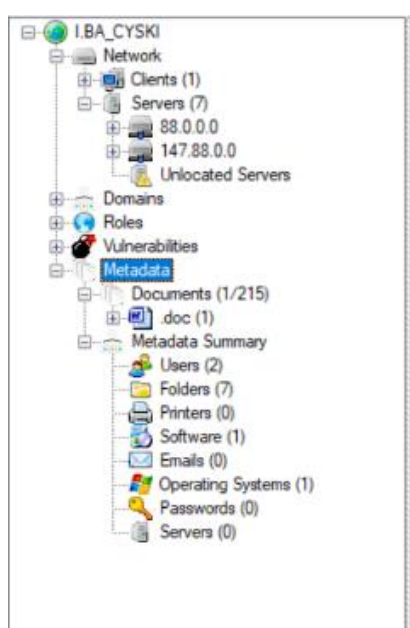 I.BA_CYSKI
Network
Clients (1)
Servers (7)
88.0.0.0
147.88.0.0
Unlocated Servers
Domains
Roles
Vulnerabilities
Metadata
Documents (1/215)
.doc (1)
Metadata Summary
Users (2)
Folders (7)
Printers (0)
Software (1)
Emails (0)
Operating Systems (1)
Passwords (0)
Servers (0)